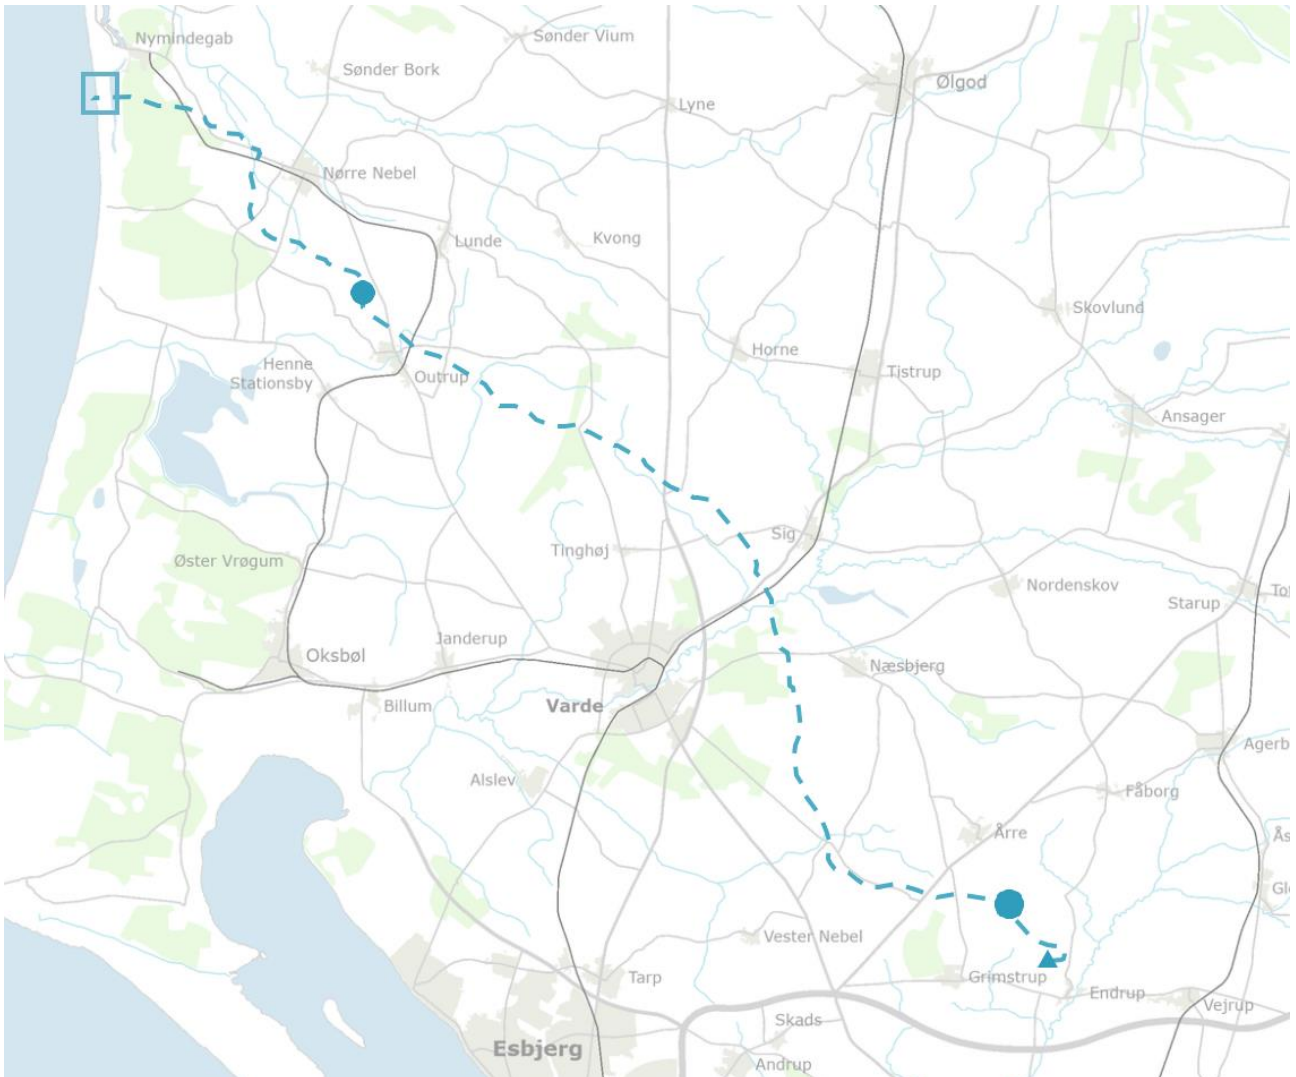 Sønder Vium
Nymindegab
Sønder Bork
Ølgod
Lyne
Nørre Nebel
Lunde
Kvong
Skovlund
Horne
Henne
Stationsby
Outrup
Tistrup
Ansager
Sig
Tinghøj
Øster Vrøgum
Nordenskov
Starup
Janderup
Oksbøl
Næsbjerg
Varde
Billum
Agerb
Alslev
Fåborg
Årre
Vester Nebel
Tarp
Grimstrup
Endrup
Vejrup
Skads
Esbjerg
Andrup